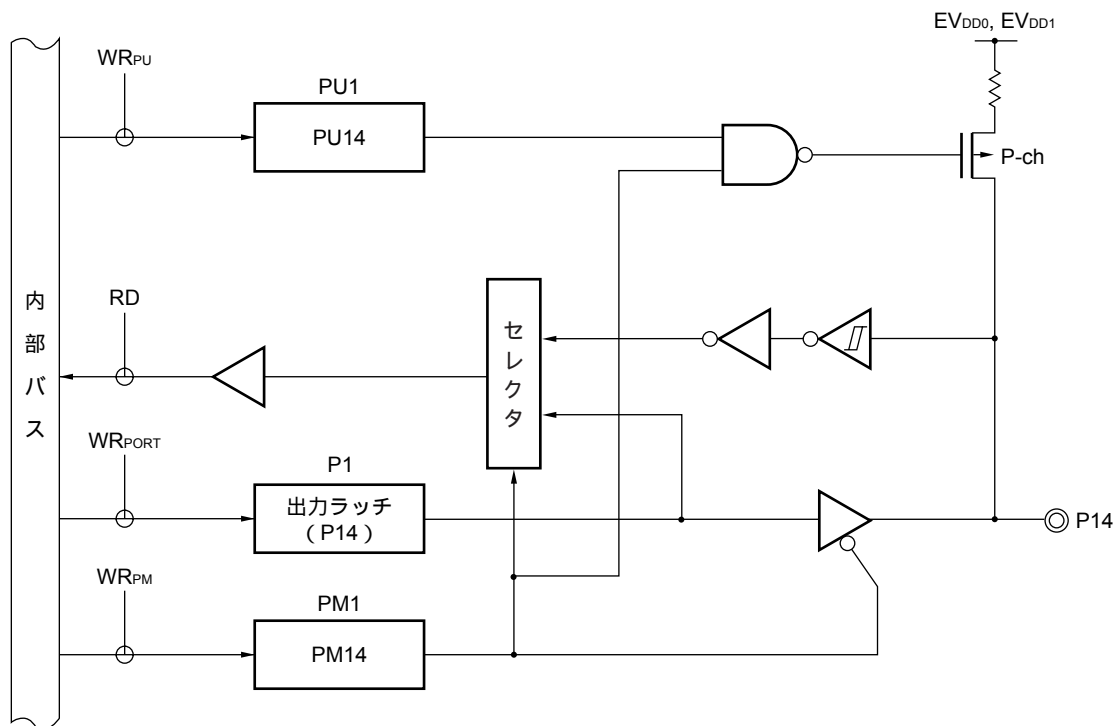 EVDD0, EVDD1
WRPU
PU1
PU14
P-ch
内部バス
RD
セレクタ
WRPORT
P1
出力ラッチ
（P14）
P14
WRPM
PM1
PM14